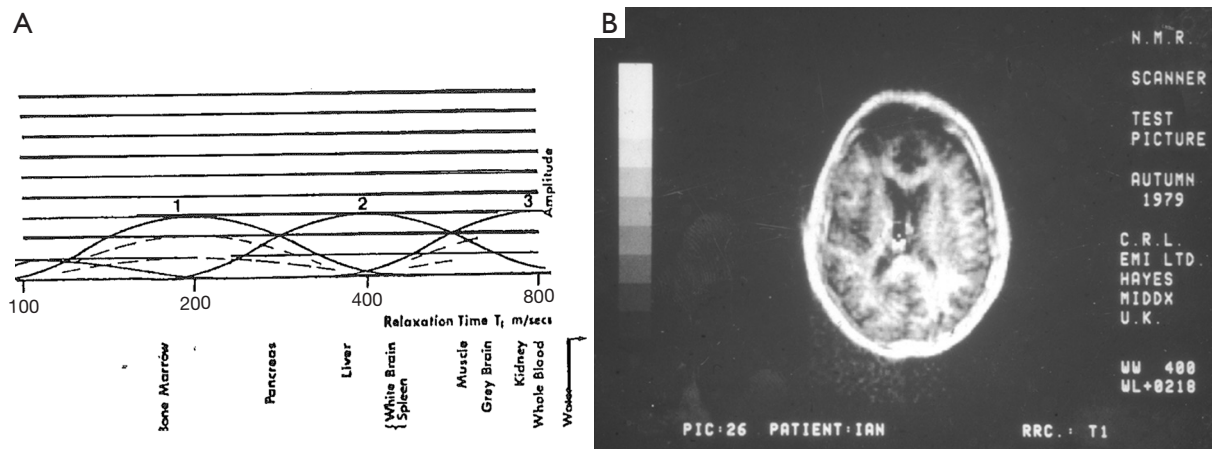 A
B
1
2
3
Amplitude
100
200
400
800
Relaxation Time T₁ m/secs
Bone Marrow
Pancreas
Liver
{White Brain
{Spleen
Muscle
Grey Brain
Kidney
Whole Blood
Water
N.M.R.
SCANNER
TEST
PICTURE
AUTUMN
1979
C.R.L.
EMI LTD.
HAYES
MIDDX
U.K.
WW 400
WL+0218
PIC:26 PATIENT:IAN RRC.: T1